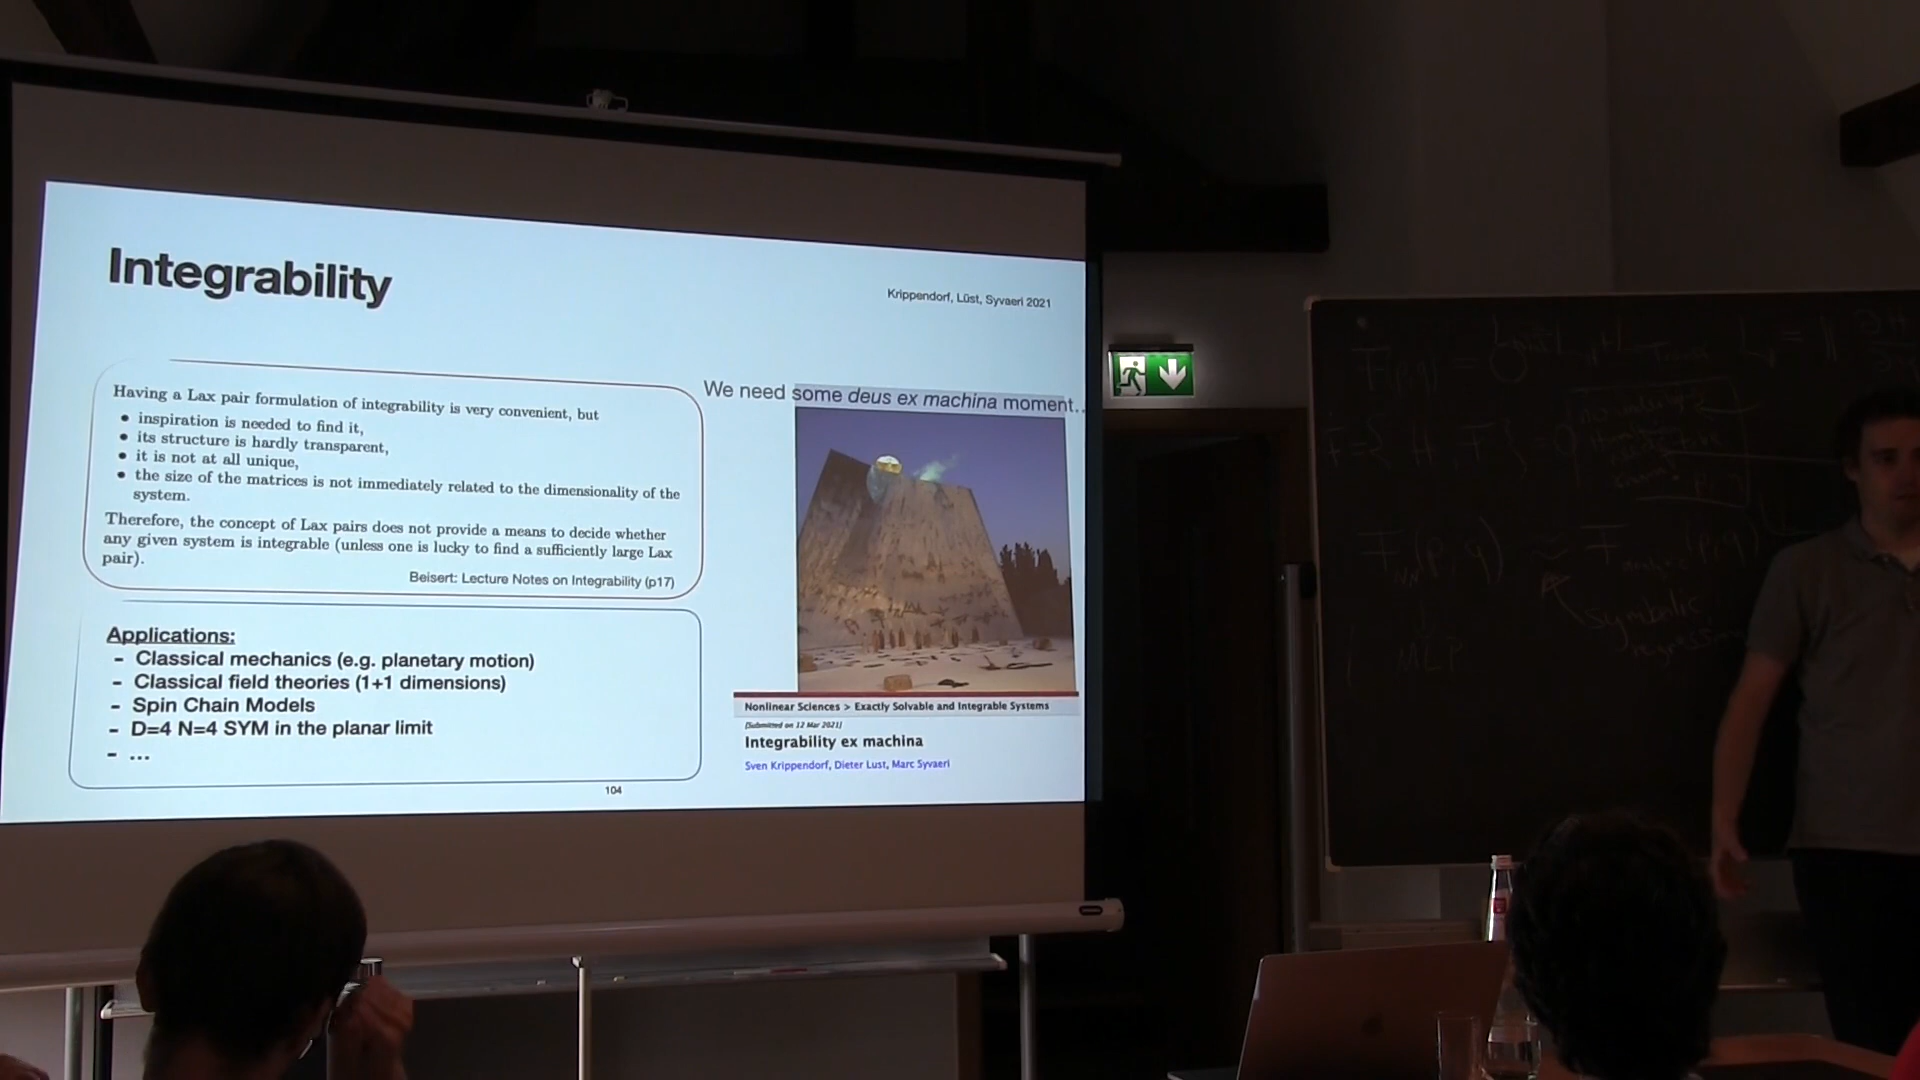 Integrability
Krippendorf, Lüst, Syvaeri 2021
Having a Lax pair formulation of integrability is very convenient, but
• inspiration is needed to find it,
• its structure is hardly transparent,
• it is not at all unique,
• the size of the matrices is not immediately related to the dimensionality of the
system.
Therefore, the concept of Lax pairs does not provide a means to decide whether
any given system is integrable (unless one is lucky to find a sufficiently large Lax
pair).
Beisert: Lecture Notes on Integrability (p17)
Applications:
- Classical mechanics (e.g. planetary motion)
- Classical field theories (1+1 dimensions)
- Spin Chain Models
- D=4 N=4 SYM in the planar limit
- ...
104
We need some deus ex machina moment..
Nonlinear Sciences > Exactly Solvable and Integrable Systems
[Submitted on 12 Mar 2021]
Integrability ex machina
Sven Krippendorf, Dieter Lust, Marc Syvaeri
symbolic
MLP